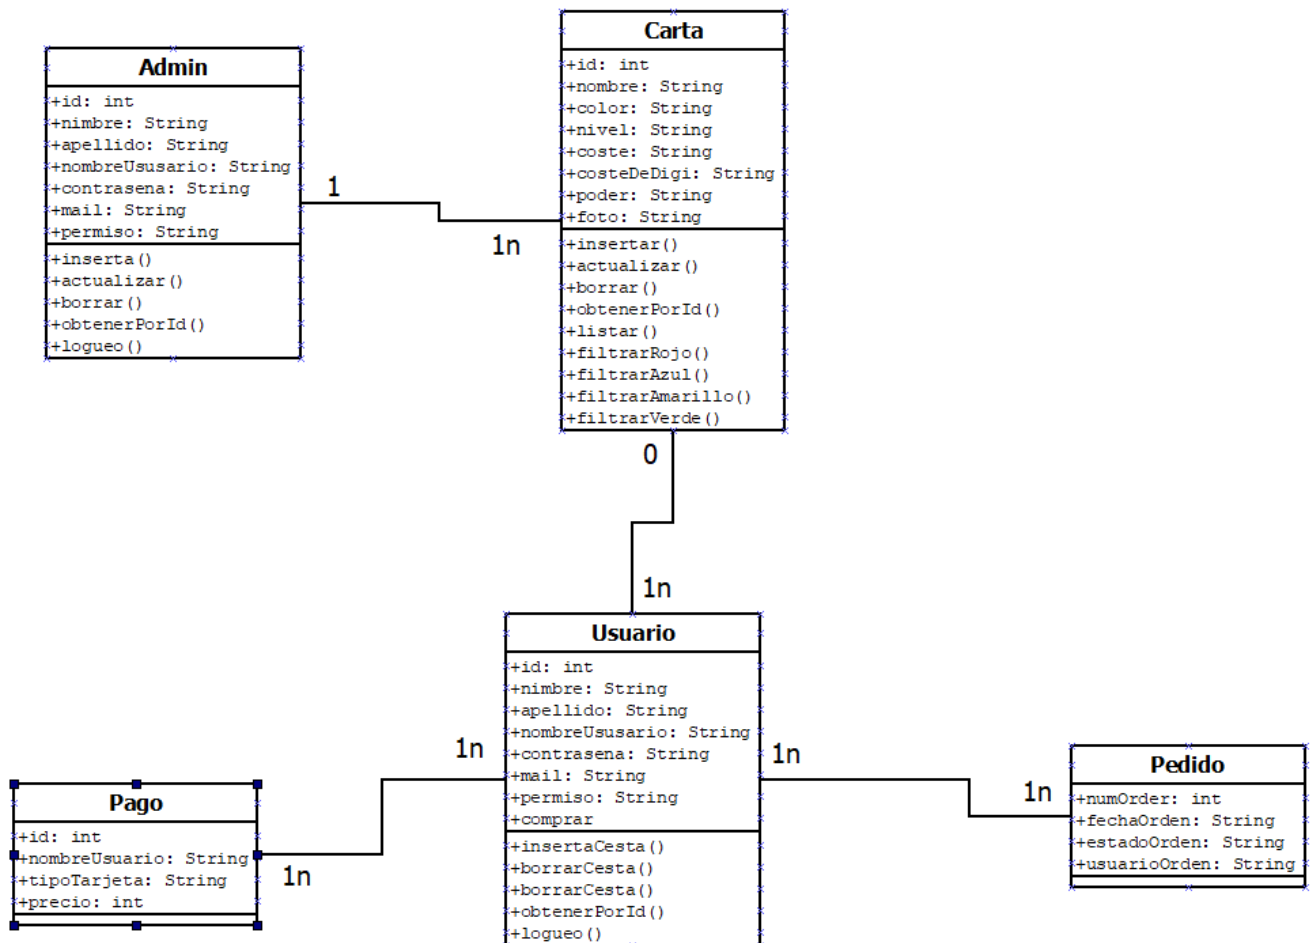 Admin
+id: int
+nimbre: String
+apellido: String
+nombreUsusario: String
+contrasena: String
+mail: String
+permiso: String
+inserta()
+actualizar()
+borrar()
+obtenerPorId()
+logueo()
1
1n
Carta
+id: int
+nombre: String
+color: String
+nivel: String
+coste: String
+costeDeDigi: String
+poder: String
+foto: String
+insertar()
+actualizar()
+borrar()
+obtenerPorId()
+listar()
+filtrarRojo()
+filtrarAzul()
+filtrarAmarillo()
+filtrarVerde()
0
1n
Usuario
+id: int
+nimbre: String
+apellido: String
+nombreUsusario: String
+contrasena: String
+mail: String
+permiso: String
+comprar
+insertaCesta()
+borrarCesta()
+borrarCesta()
+obtenerPorId()
+logueo()
1n
1n
Pago
+id: int
+nombreUsuario: String
+tipoTarjeta: String
+precio: int
1n
1n
Pedido
+numOrder: int
+fechaOrden: String
+estadoOrden: String
+usuarioOrden: String